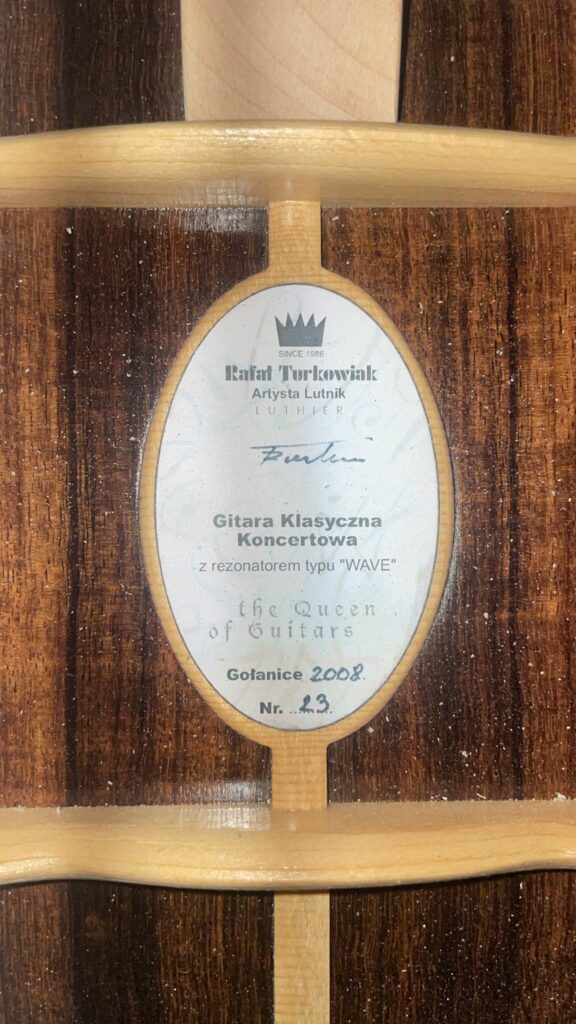 SINCE 1986
Rafał Turkowiak
Artysta Lutnik
LUTHIER
Gitara Klasyczna
Koncertowa
z rezonatorem typu "WAVE"
the Queen
of Guitars
Gołanice 2008.
Nr. ..23..